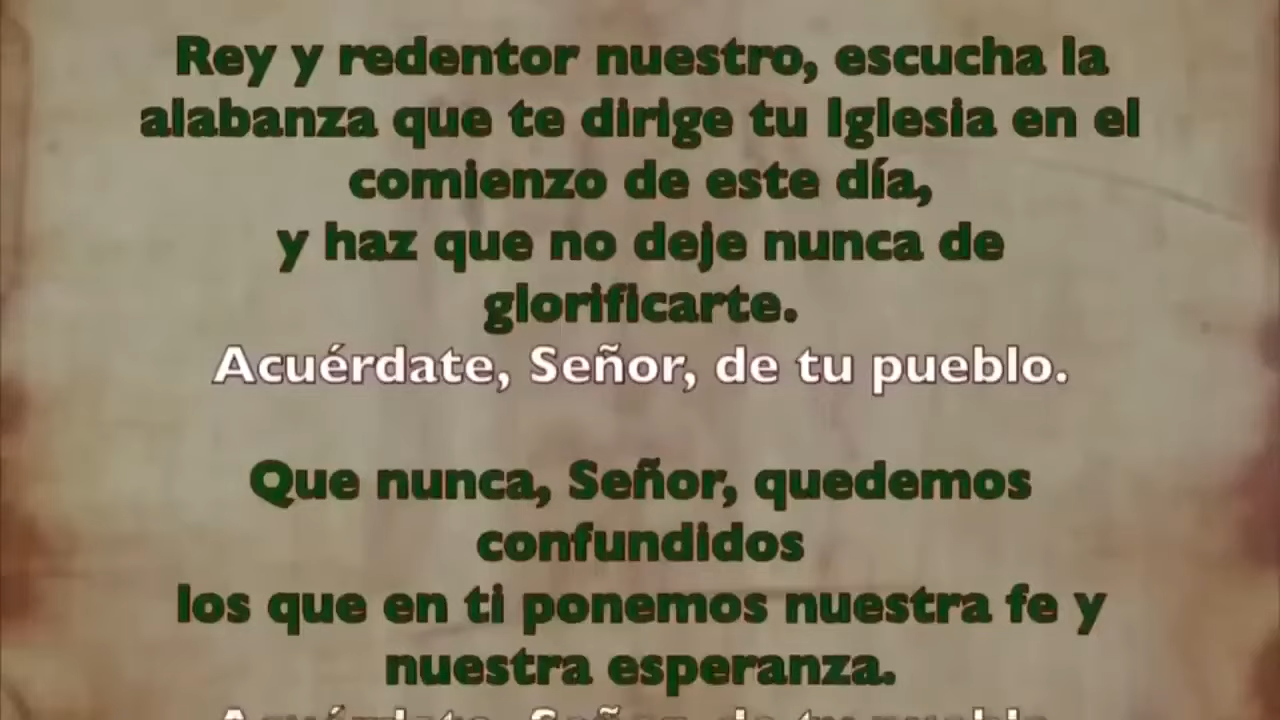 Rey y redentor nuestro, escucha la
alabanza que te dirige tu Iglesia en el
comienzo de este día,
y haz que no deje nunca de
glorificarte.
Acuérdate, Señor, de tu pueblo.
Que nunca, Señor, quedemos
confundidos
los que en ti ponemos nuestra fe y
nuestra esperanza.
Acuérdate, Señor, de tu pueblo.